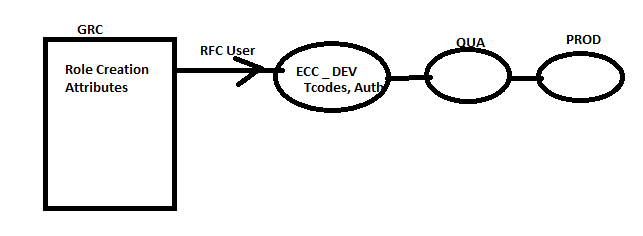 GRC
Role Creation
Attributes
RFC User
ECC _ DEV
Tcodes, Auth
QUA
PROD